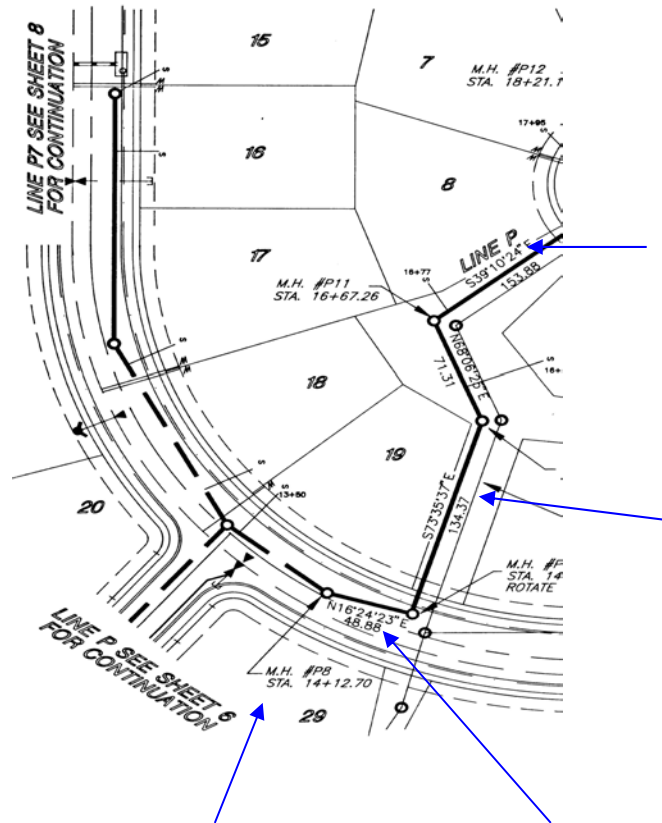 LINE P7 SEE SHEET 8
FOR CONTINUATION
15
7
M.H. #P12
STA. 18+21.1
S
17+95
S
16
S
8
LINE P
S39°10'24"E
153.88
17
16+77
S
M.H. #P11
STA. 16+67.26
N68°06'26"E
71.31
S
16+
S
18
19
S
S
13+50
20
S73°35'37"E
134.37
M.H. #P
STA. 14
ROTATE
N16°24'23"E
48.88
LINE P SEE SHEET 6
FOR CONTINUATION
M.H. #P8
STA. 14+12.70
29